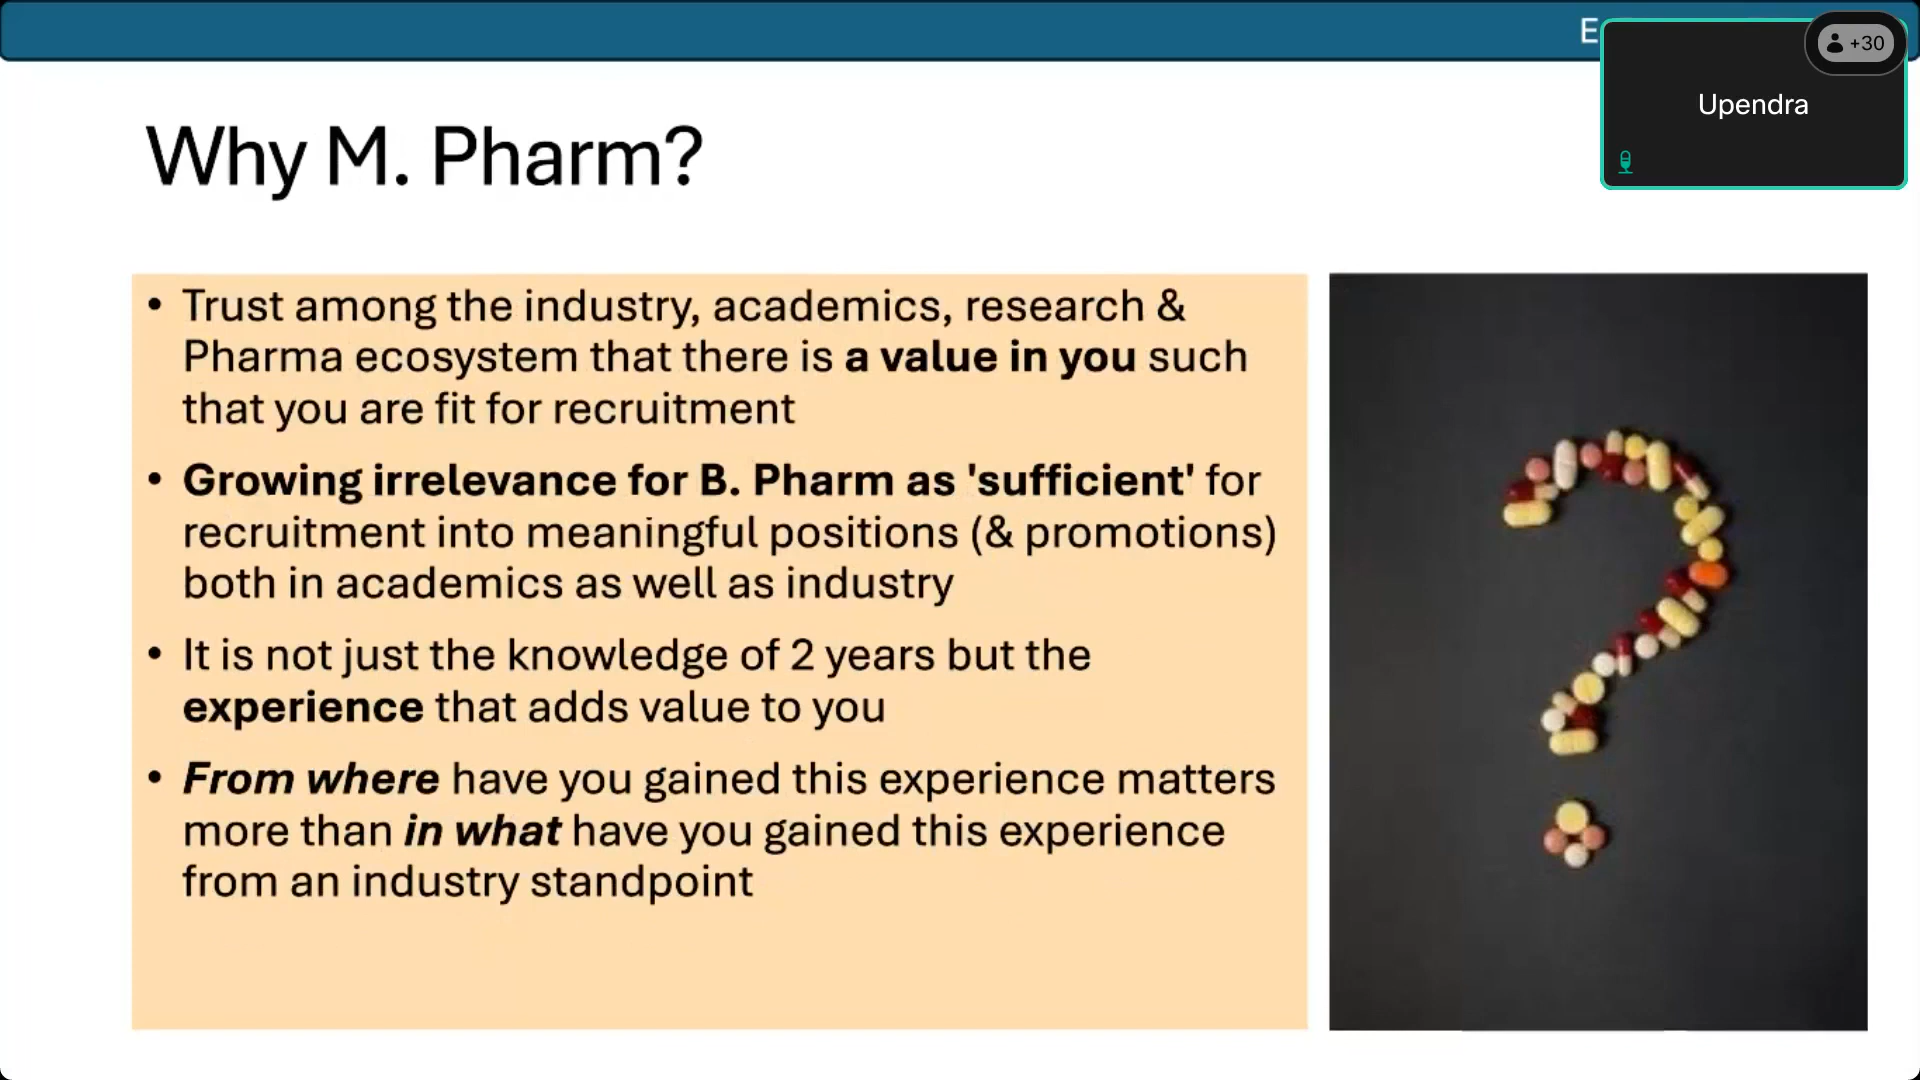 E
+30
Upendra
Why M. Pharm?
• Trust among the industry, academics, research &
Pharma ecosystem that there is a value in you such
that you are fit for recruitment
• Growing irrelevance for B. Pharm as 'sufficient' for
recruitment into meaningful positions (& promotions)
both in academics as well as industry
• It is not just the knowledge of 2 years but the
experience that adds value to you
• From where have you gained this experience matters
more than in what have you gained this experience
from an industry standpoint